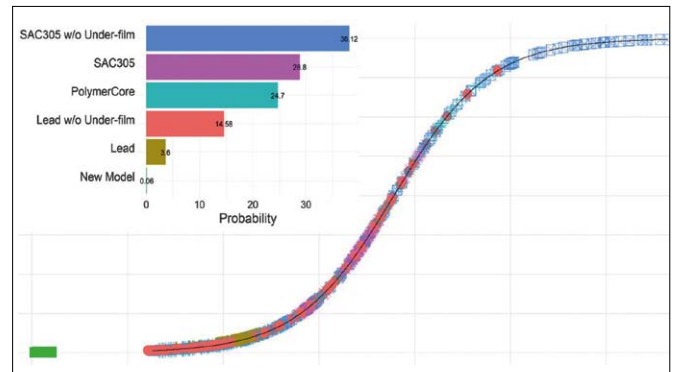 SAC305 w/o Under-film
38.12
SAC305
28.8
PolymerCore
24.7
Lead w/o Under-film
14.58
Lead
3.6
New Model
0.06
0 10 20 30
Probability